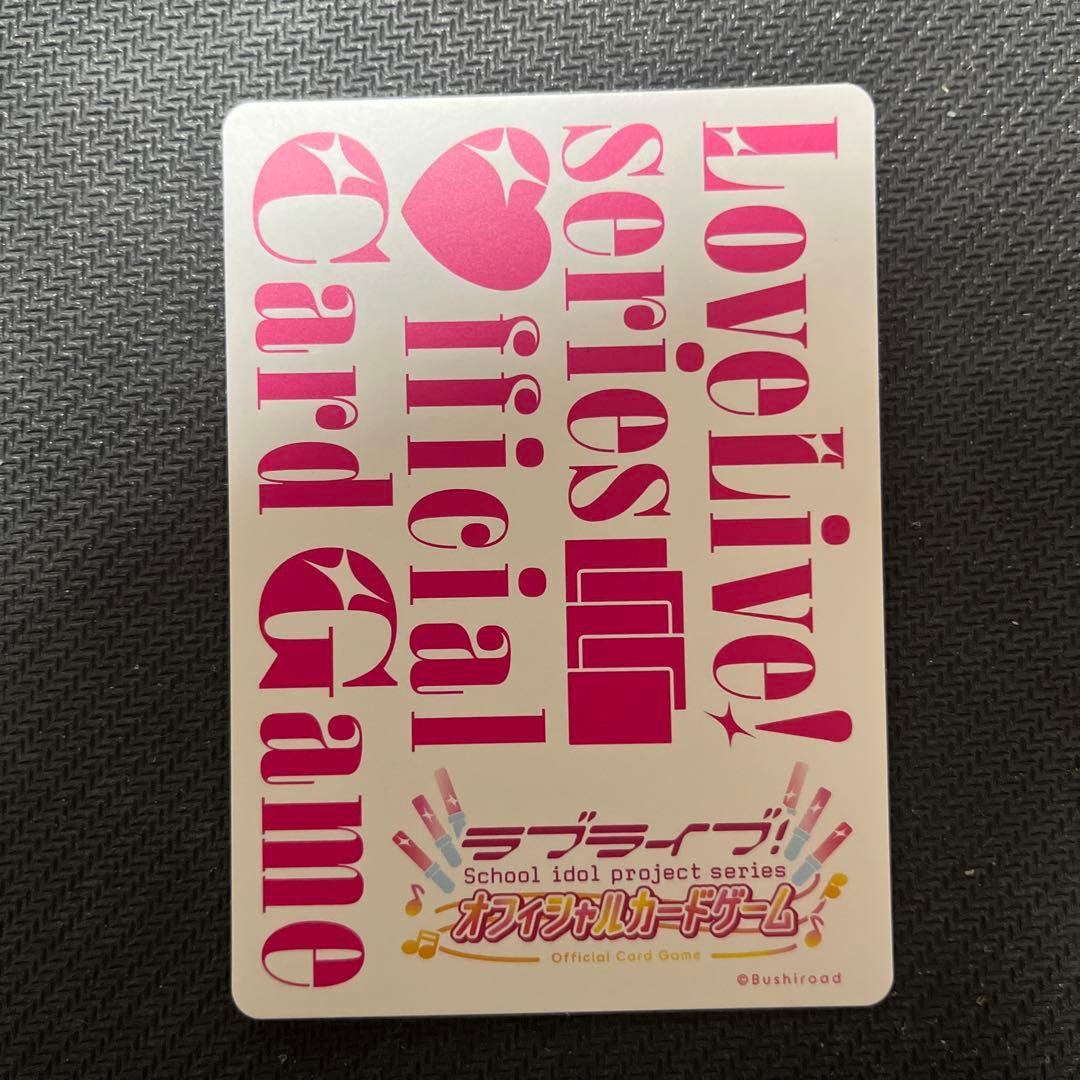 LoveLive!
series
Official
Card Game
ラブライブ!
School idol project series
オフィシャルカードゲーム
Official Card Game
©Bushiroad